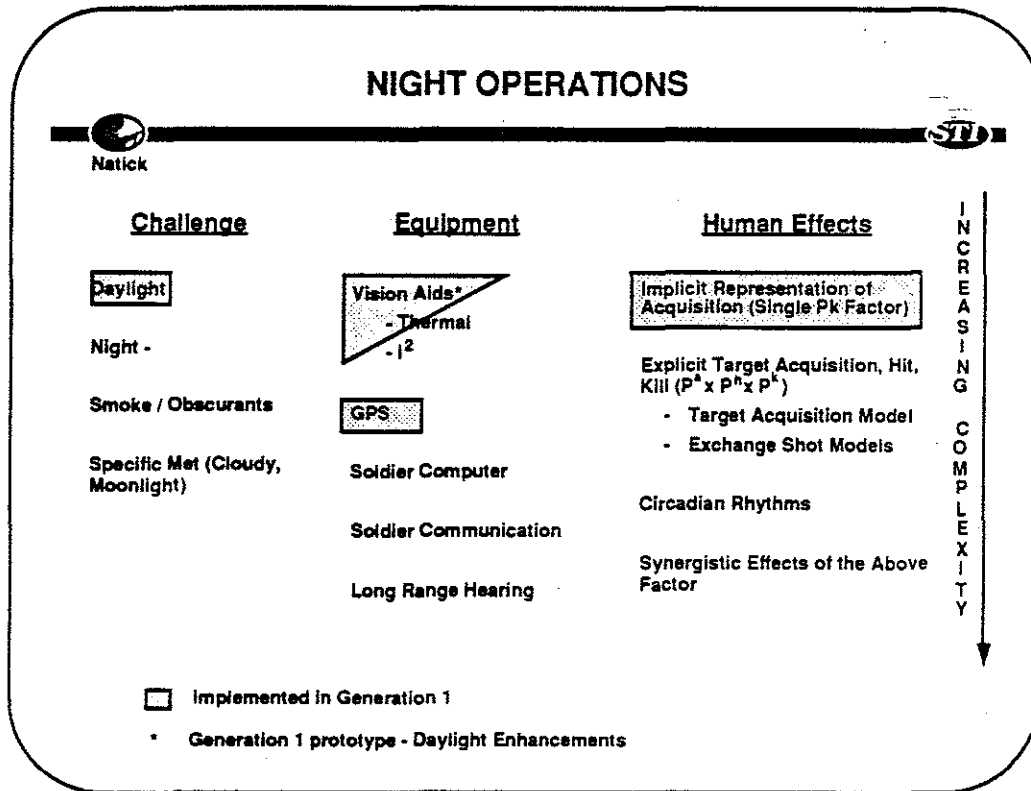 NIGHT OPERATIONS
Natick
STI
Challenge
Daylight
Night -
Smoke / Obscurants
Specific Met (Cloudy,
Moonlight)
Equipment
Vision Aids*
- Thermal
- I²
GPS
Soldier Computer
Soldier Communication
Long Range Hearing
Human Effects
Implicit Representation of
Acquisition (Single Pk Factor)
Explicit Target Acquisition, Hit,
Kill (Pᵃ x Pʰ x Pᵏ)
- Target Acquisition Model
- Exchange Shot Models
Circadian Rhythms
Synergistic Effects of the Above
Factor
INCREASING COMPLEXITY
Implemented in Generation 1
* Generation 1 prototype - Daylight Enhancements